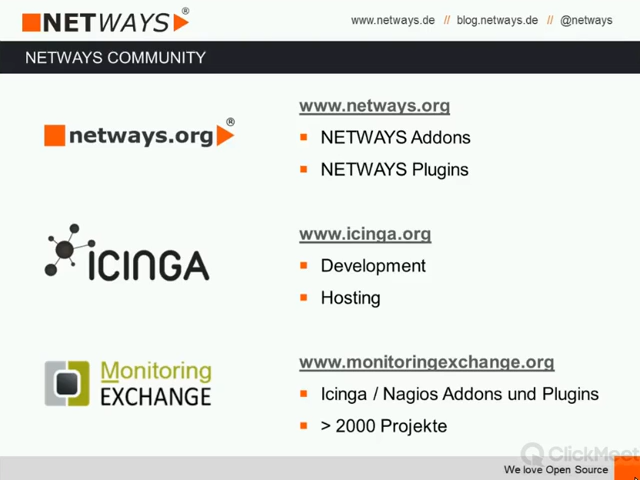 NETWAYS®
www.netways.de // blog.netways.de // @netways
NETWAYS COMMUNITY
netways.org®
www.netways.org
NETWAYS Addons
NETWAYS Plugins
ICINGA
www.icinga.org
Development
Hosting
Monitoring
EXCHANGE
www.monitoringexchange.org
Icinga / Nagios Addons und Plugins
> 2000 Projekte
ClickMeet
We love Open Source